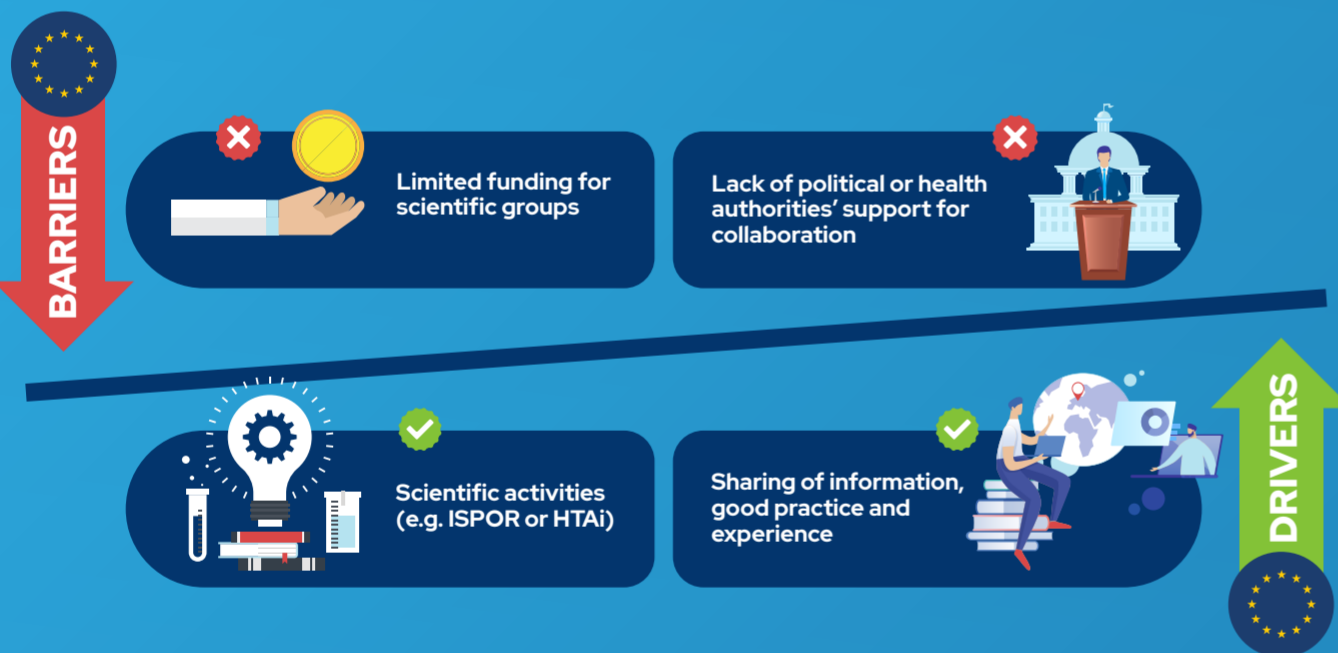 BARRIERS
Limited funding for
scientific groups
Lack of political or health
authorities’ support for
collaboration
Scientific activities
(e.g. ISPOR or HTAi)
Sharing of information,
good practice and
experience
DRIVERS